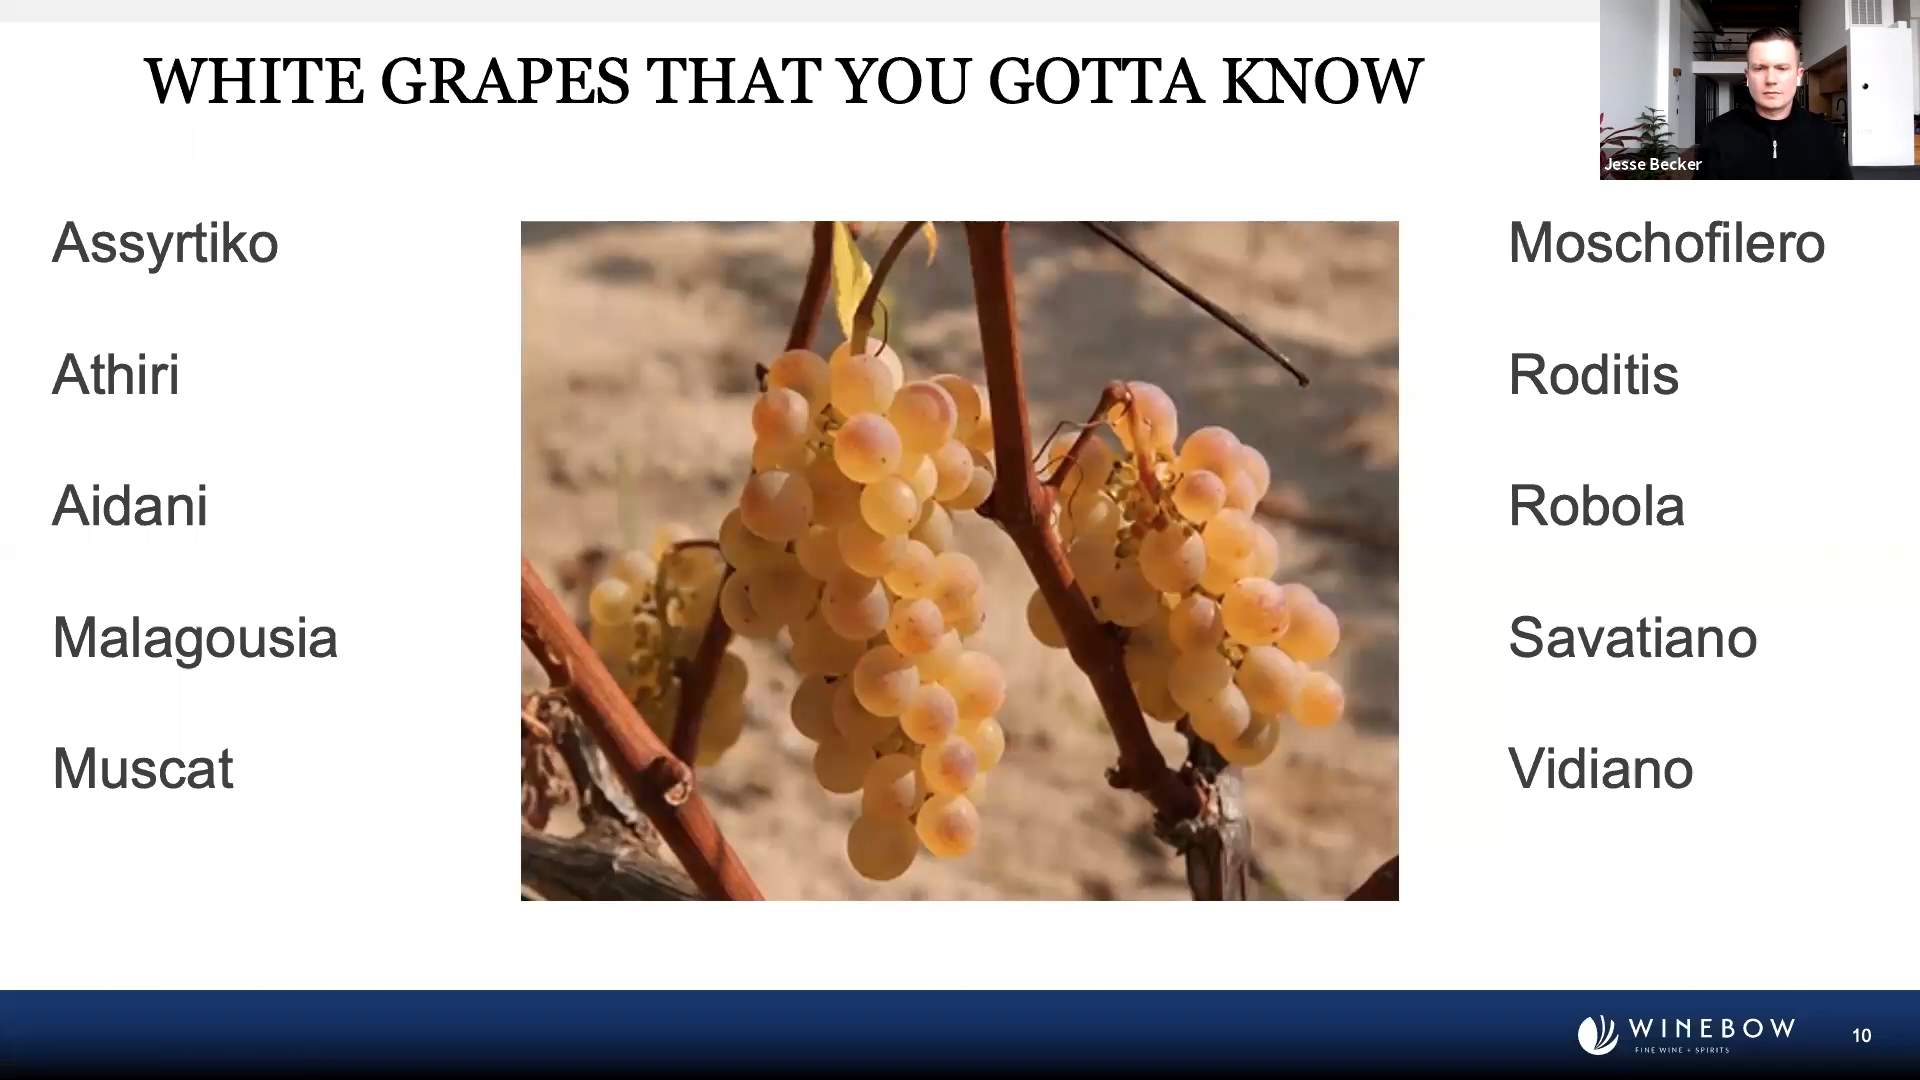 WHITE GRAPES THAT YOU GOTTA KNOW
Jesse Becker
Assyrtiko
Athiri
Aidani
Malagousia
Muscat
Moschofilero
Roditis
Robola
Savatiano
Vidiano
WINEBOW
FINE WINE + SPIRITS
10